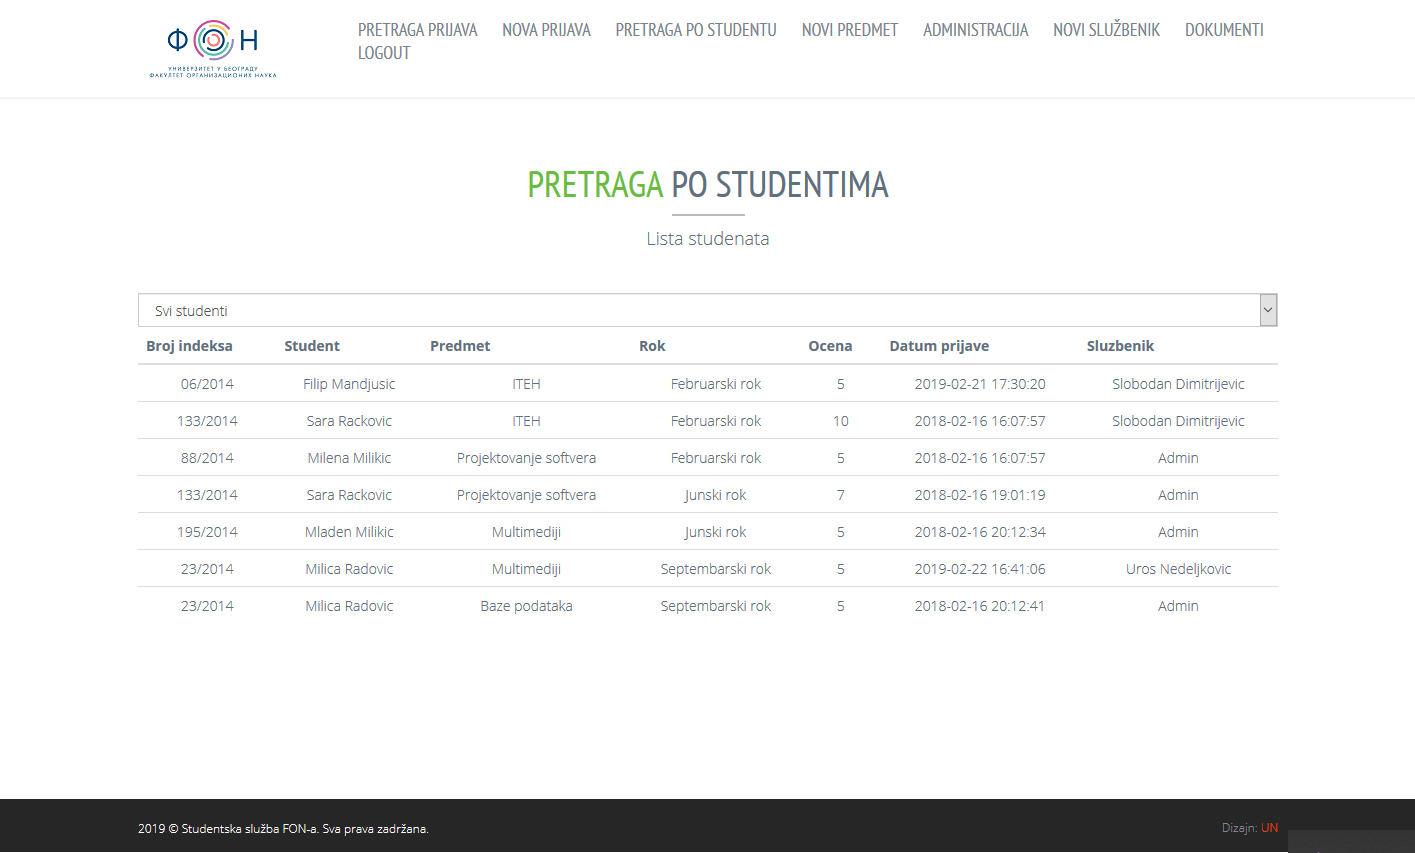 Ф О Н
УНИВЕРЗИТЕТ У БЕОГРАДУ
ФАКУЛТЕТ ОРГАНИЗАЦИОНИХ НАУКА
PRETRAGA PRIJAVA NOVA PRIJAVA PRETRAGA PO STUDENTU NOVI PREDMET ADMINISTRACIJA NOVI SLUŽBENIK DOKUMENTI
LOGOUT
PRETRAGA PO STUDENTIMA
Lista studenata
Svi studenti
Broj indeksa Student Predmet Rok Ocena Datum prijave Sluzbenik
06/2014 Filip Mandjusic ITEH Februarski rok 5 2019-02-21 17:30:20 Slobodan Dimitrijevic
133/2014 Sara Rackovic ITEH Februarski rok 10 2018-02-16 16:07:57 Slobodan Dimitrijevic
88/2014 Milena Milikic Projektovanje softvera Februarski rok 5 2018-02-16 16:07:57 Admin
133/2014 Sara Rackovic Projektovanje softvera Junski rok 7 2018-02-16 19:01:19 Admin
195/2014 Mladen Milikic Multimediji Junski rok 5 2018-02-16 20:12:34 Admin
23/2014 Milica Radovic Multimediji Septembarski rok 5 2019-02-22 16:41:06 Uros Nedeljkovic
23/2014 Milica Radovic Baze podataka Septembarski rok 5 2018-02-16 20:12:41 Admin
2019 © Studentska služba FON-a. Sva prava zadržana.
Dizajn: UN